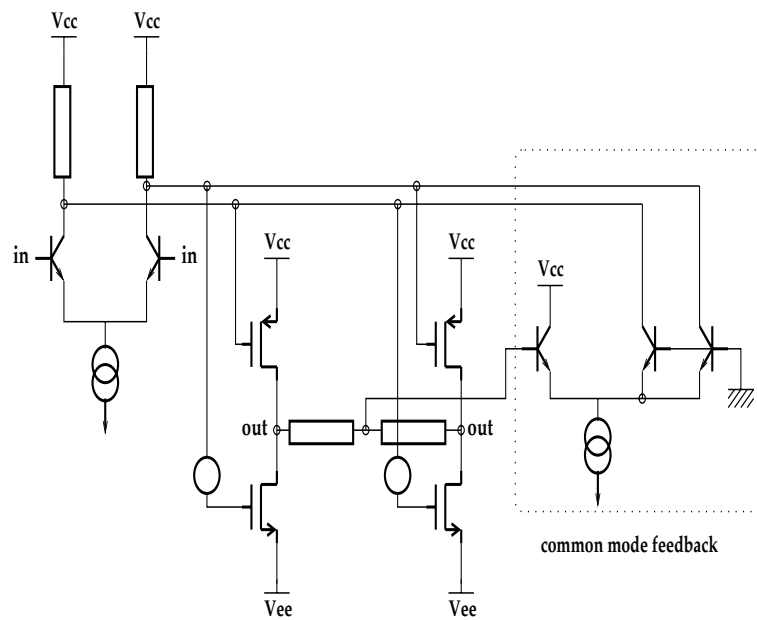 Vcc Vcc
in in
Vcc Vcc
Vcc
out out
common mode feedback
Vee Vee